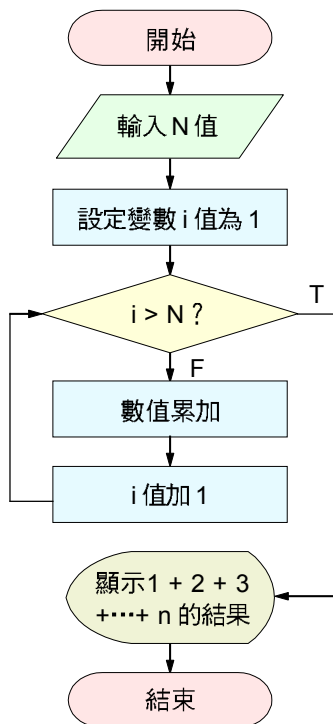 開始
輸入 N 值
設定變數 i 值為 1
i > N ?
T
F
數值累加
i 值加 1
顯示1 + 2 + 3
+…+ n 的結果
結束